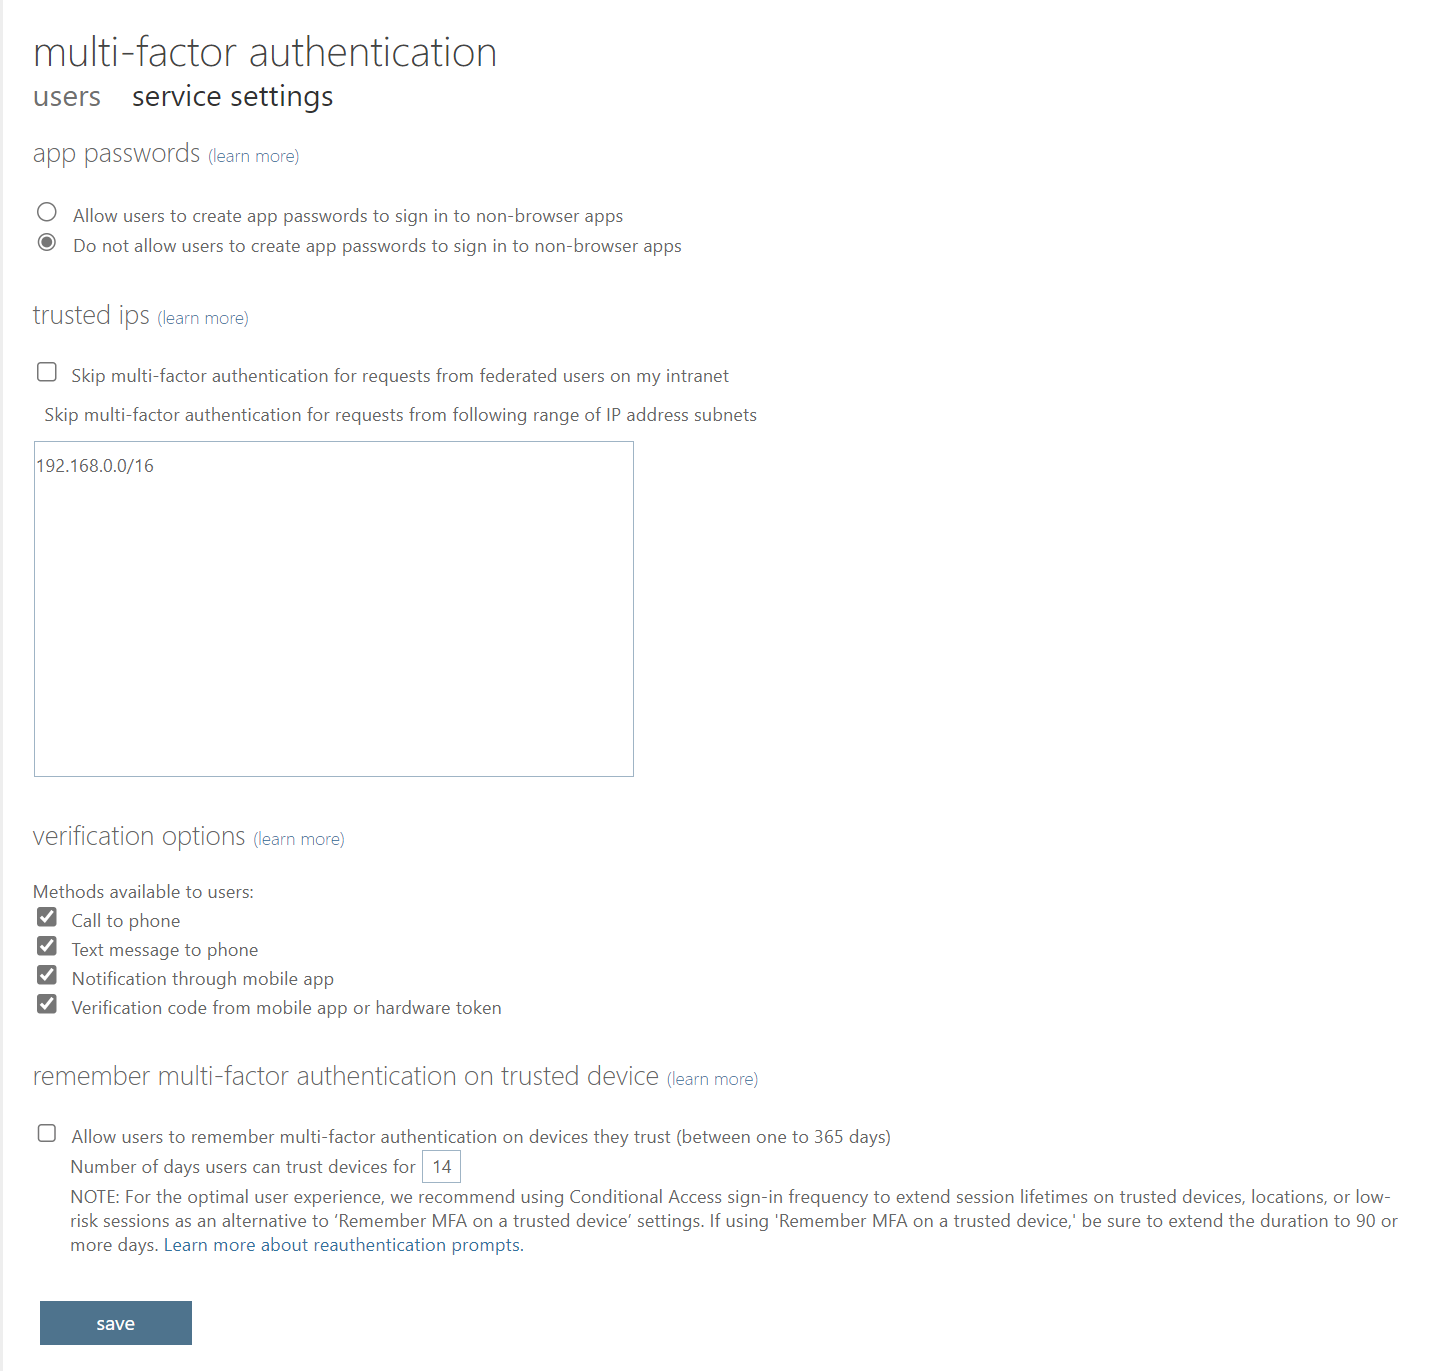 multi-factor authentication
users service settings
app passwords (learn more)
Allow users to create app passwords to sign in to non-browser apps
Do not allow users to create app passwords to sign in to non-browser apps
trusted ips (learn more)
Skip multi-factor authentication for requests from federated users on my intranet
Skip multi-factor authentication for requests from following range of IP address subnets
192.168.0.0/16
verification options (learn more)
Methods available to users:
Call to phone
Text message to phone
Notification through mobile app
Verification code from mobile app or hardware token
remember multi-factor authentication on trusted device (learn more)
Allow users to remember multi-factor authentication on devices they trust (between one to 365 days)
Number of days users can trust devices for 14
NOTE: For the optimal user experience, we recommend using Conditional Access sign-in frequency to extend session lifetimes on trusted devices, locations, or low-
risk sessions as an alternative to ‘Remember MFA on a trusted device’ settings. If using 'Remember MFA on a trusted device,' be sure to extend the duration to 90 or
more days. Learn more about reauthentication prompts.
save